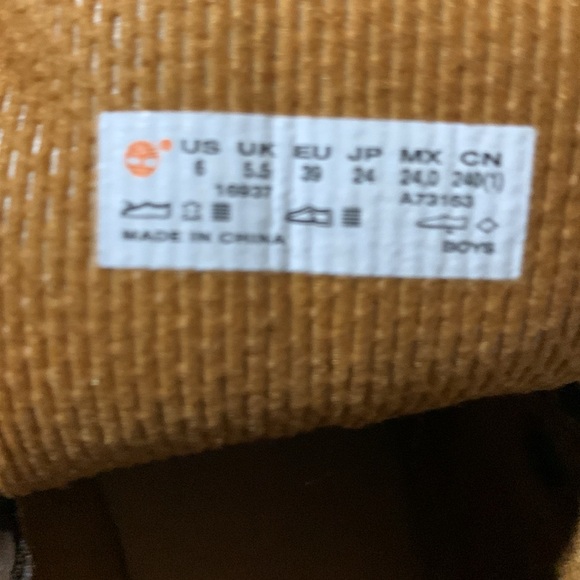 US UK EU JP MX CN
6 5.5 39 24 24,0 240(1)
16937 A73163
MADE IN CHINA
BOYS